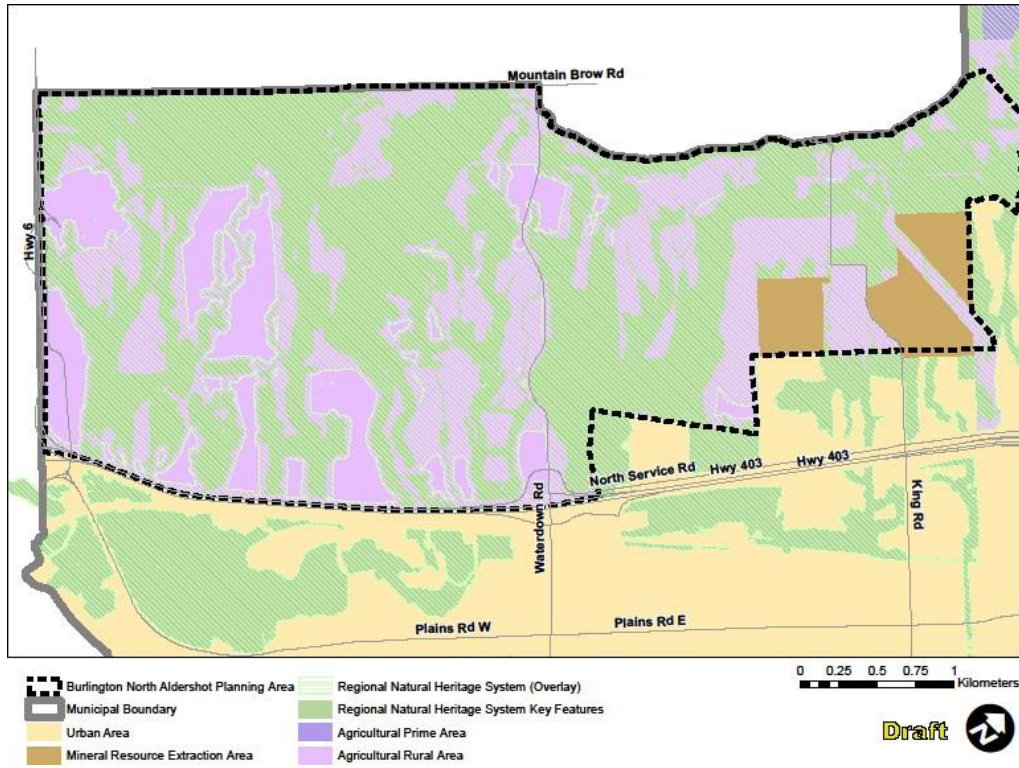 Mountain Brow Rd
Hwy 6
North Service Rd
Hwy 403
Hwy 403
Waterdown Rd
King Rd
Plains Rd W
Plains Rd E
Burlington North Aldershot Planning Area
Municipal Boundary
Urban Area
Mineral Resource Extraction Area
Regional Natural Heritage System (Overlay)
Regional Natural Heritage System Key Features
Agricultural Prime Area
Agricultural Rural Area
0 0.25 0.5 0.75 1
Kilometers
Draft
N